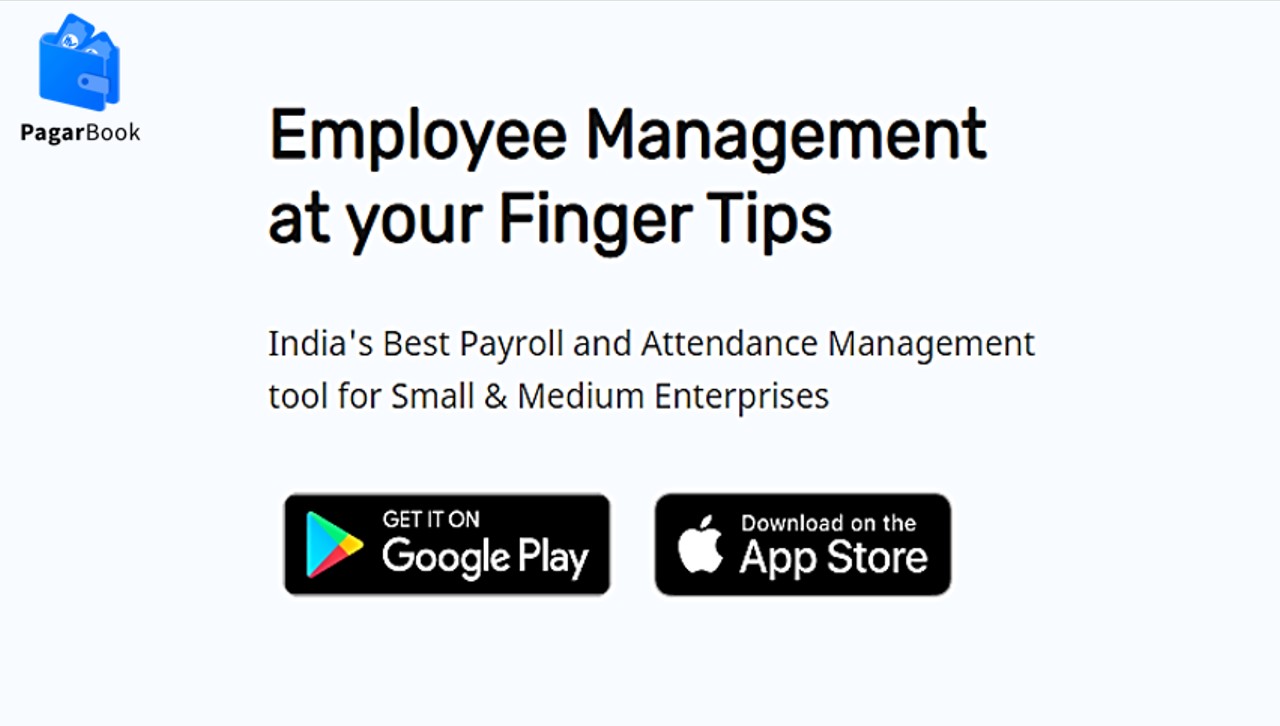 PagarBook
Employee Management
at your Finger Tips
India's Best Payroll and Attendance Management
tool for Small & Medium Enterprises
GET IT ON
Google Play
Download on the
App Store